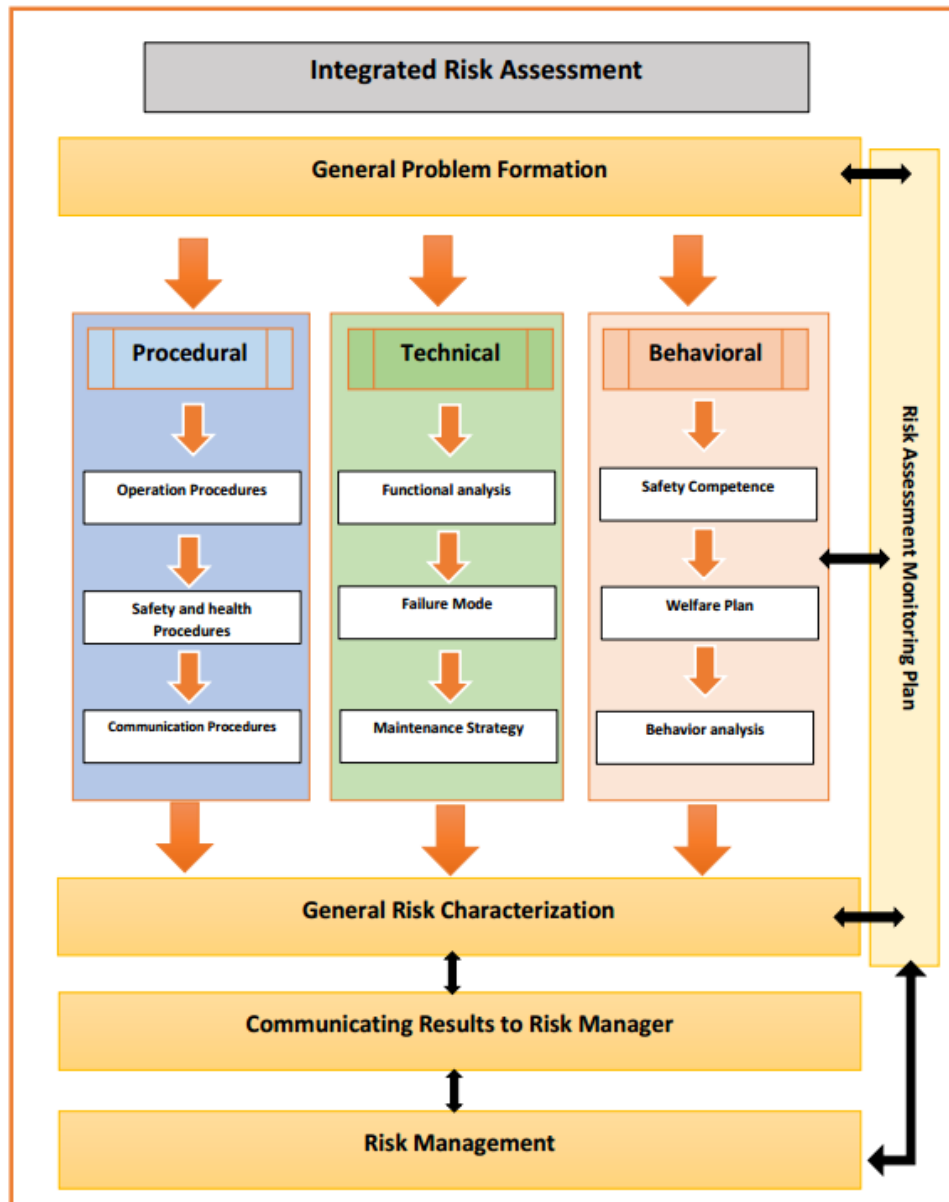 Integrated Risk Assessment
General Problem Formation
Procedural
Operation Procedures
Safety and health
Procedures
Communication Procedures
Technical
Functional analysis
Failure Mode
Maintenance Strategy
Behavioral
Safety Competence
Welfare Plan
Behavior analysis
Risk Assessment Monitoring Plan
General Risk Characterization
Communicating Results to Risk Manager
Risk Management